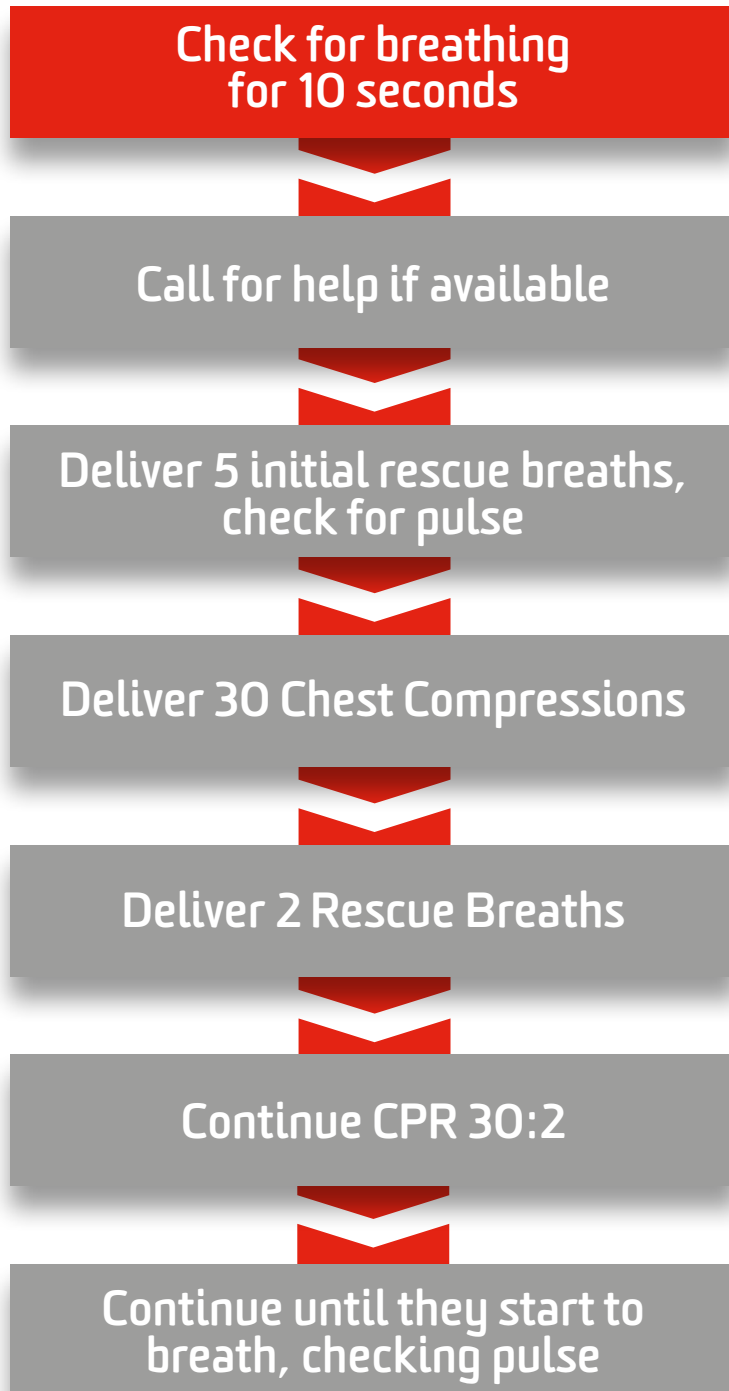 Check for breathing
for 10 seconds
Call for help if available
Deliver 5 initial rescue breaths,
check for pulse
Deliver 30 Chest Compressions
Deliver 2 Rescue Breaths
Continue CPR 30:2
Continue until they start to
breath, checking pulse